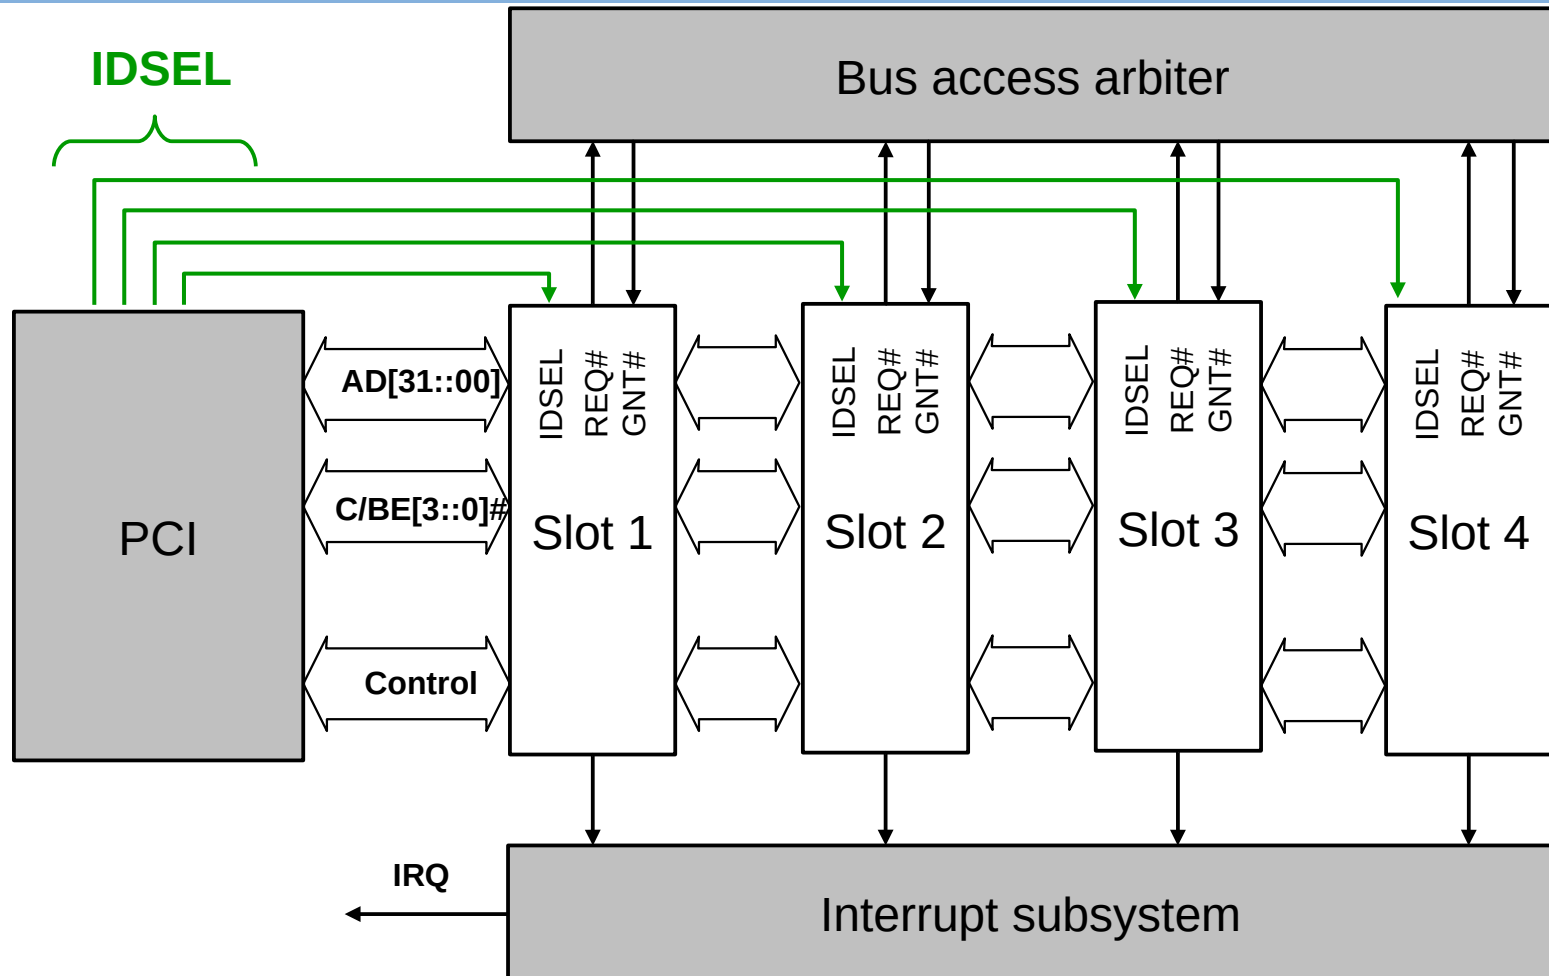 IDSEL
Bus access arbiter
PCI
AD[31::00]
C/BE[3::0]#
Control
IDSEL
REQ#
GNT#
Slot 1
IDSEL
REQ#
GNT#
Slot 2
IDSEL
REQ#
GNT#
Slot 3
IDSEL
REQ#
GNT#
Slot 4
IRQ
Interrupt subsystem